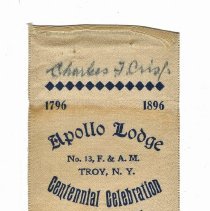 Charles F Crisp
1796 1896
Apollo Lodge
No. 13, F. & A. M.
TROY, N. Y.
Centennial Celebration